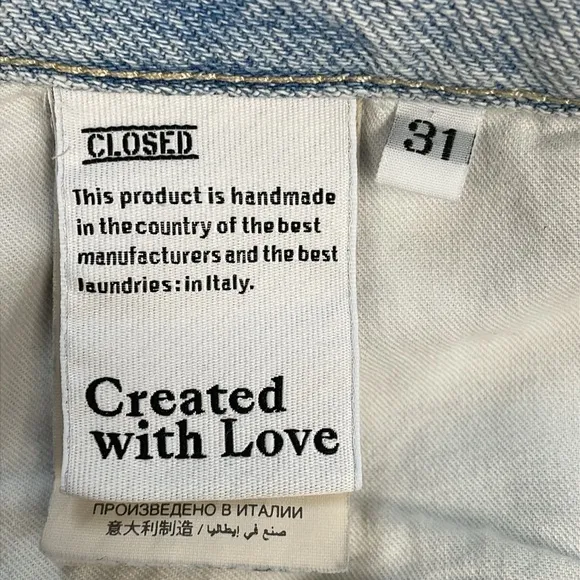 CLOSED
31
This product is handmade
in the country of the best
manufacturers and the best
laundries: in Italy.
Created
with Love
ПРОИЗВЕДЕНО В ИТАЛИИ
意大利制造 / صنع في إيطاليا